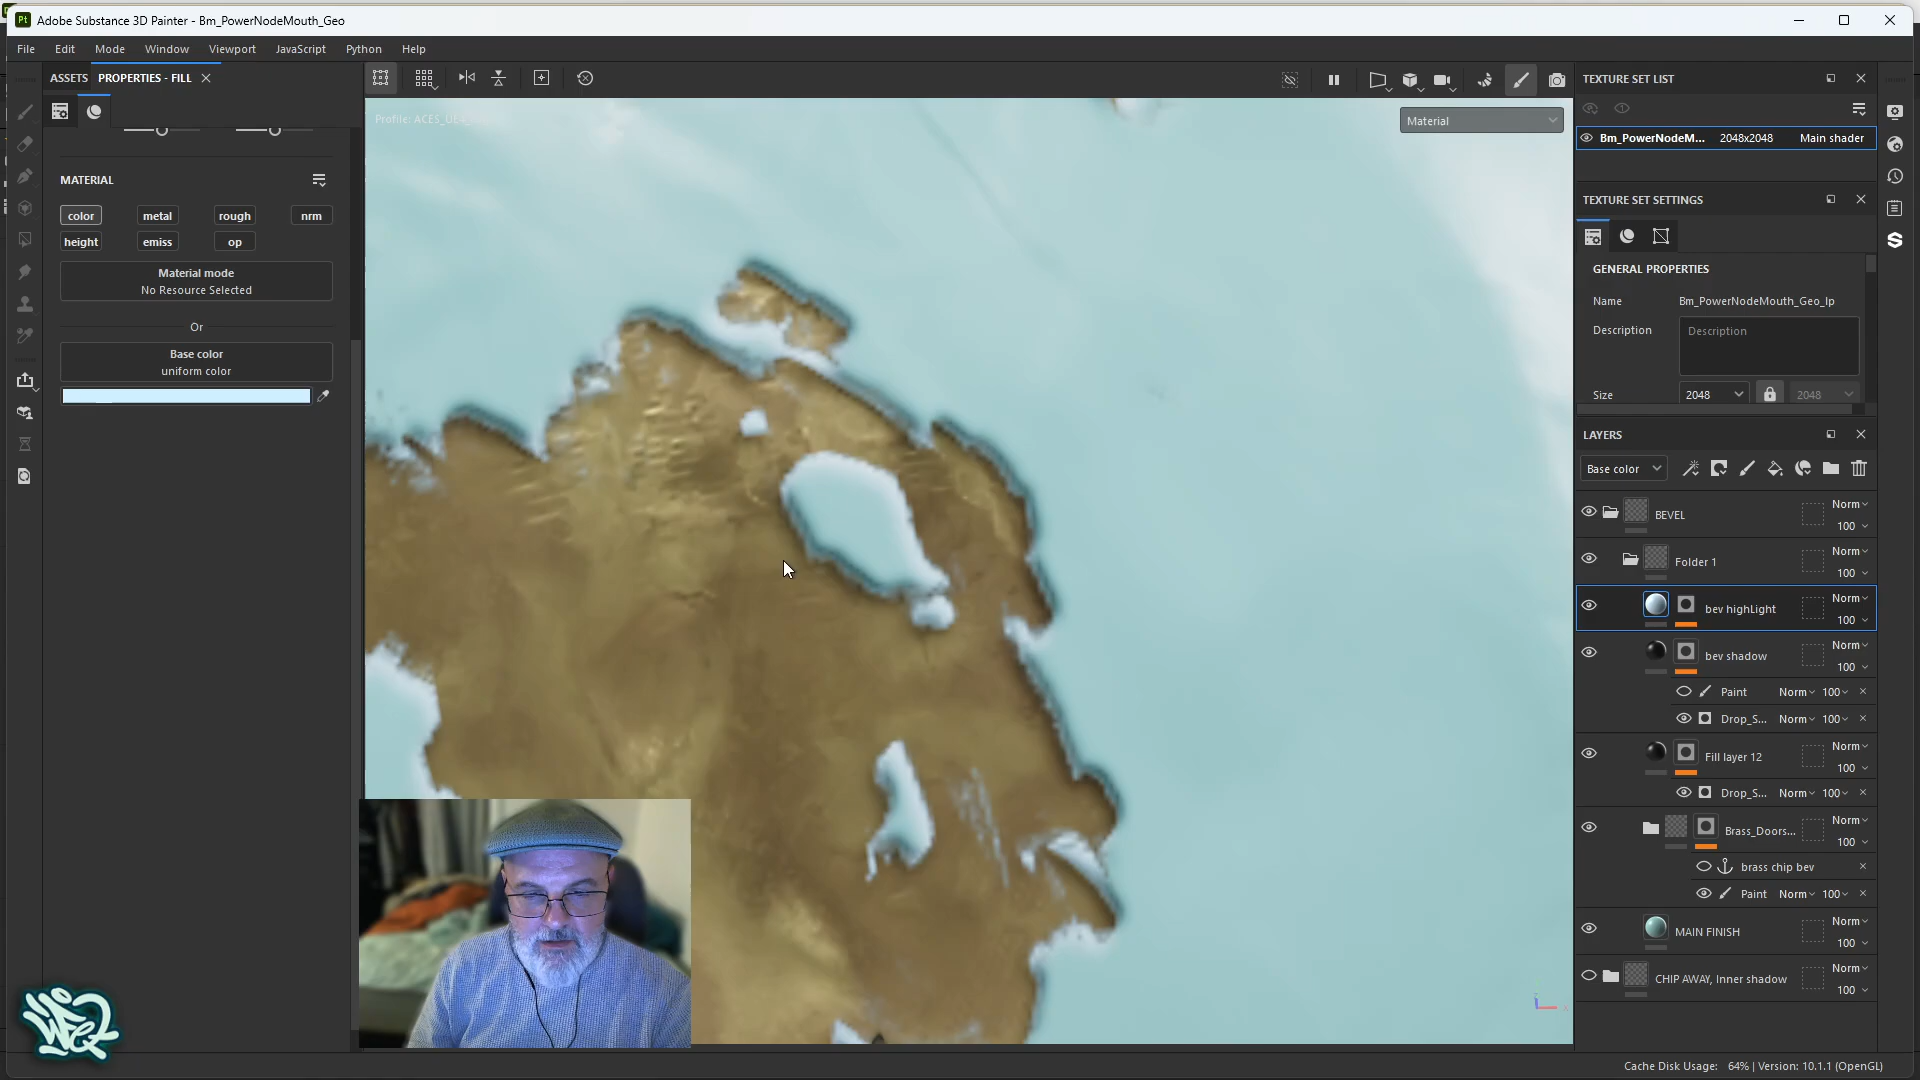 Pt Adobe Substance 3D Painter - Bm_PowerNodeMouth_Geo
File Edit Mode Window Viewport JavaScript Python Help
ASSETS PROPERTIES - FILL
MATERIAL
color metal rough nrm
height emiss op
Material mode
No Resource Selected
Or
Base color
uniform color
Material
TEXTURE SET LIST
Bm_PowerNodeM... 2048x2048 Main shader
TEXTURE SET SETTINGS
GENERAL PROPERTIES
Name Bm_PowerNodeMouth_Geo_lp
Description Description
Size 2048 2048
LAYERS
Base color
BEVEL Norm 100
Folder 1 Norm 100
bev highLight Norm 100
bev shadow Norm 100
Paint Norm 100
Drop_S... Norm 100
Fill layer 12 Norm 100
Drop_S... Norm 100
Brass_Doors... Norm 100
brass chip bev
Paint Norm 100
MAIN FINISH Norm 100
CHIP AWAY, Inner shadow Norm 100
Cache Disk Usage: 64% | Version: 10.1.1 (OpenGL)